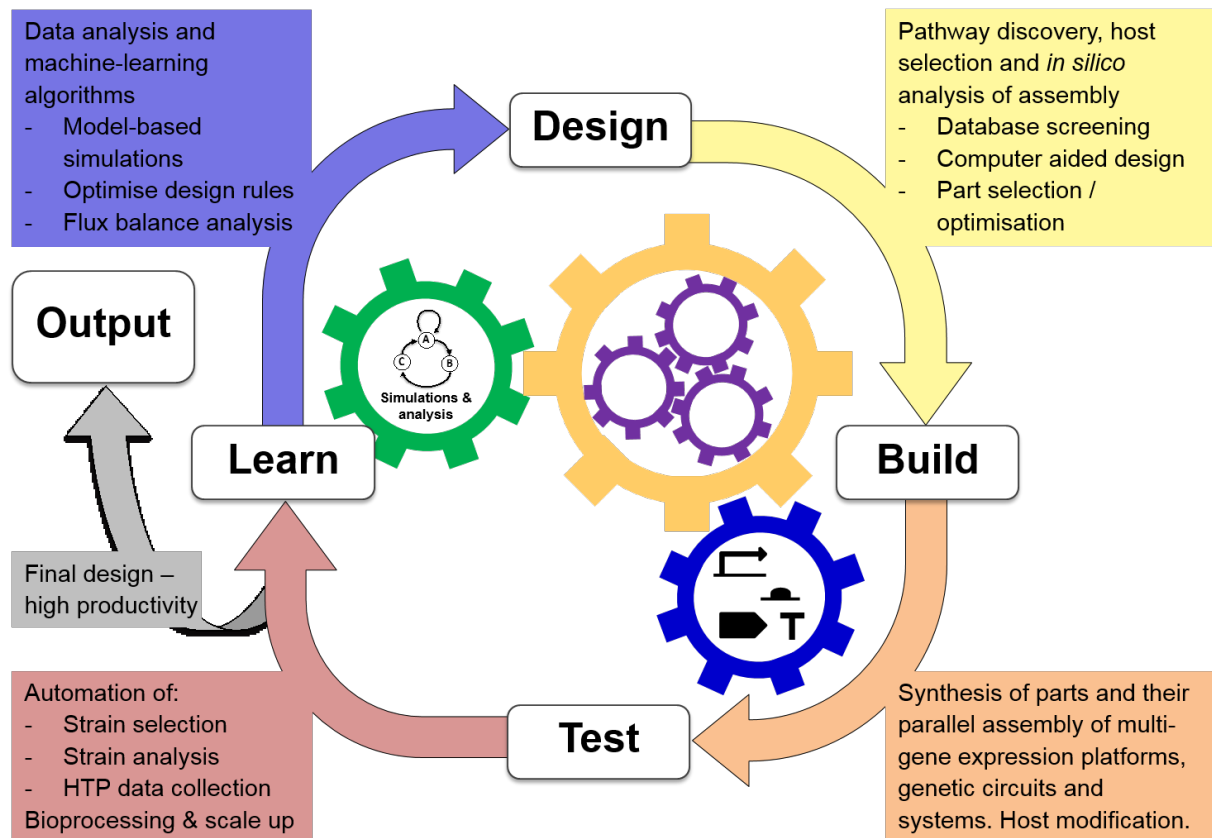 Data analysis and
machine-learning
algorithms
- Model-based
simulations
- Optimise design rules
- Flux balance analysis
Design
Pathway discovery, host
selection and in silico
analysis of assembly
- Database screening
- Computer aided design
- Part selection /
optimisation
Output
A
C
B
Simulations &
analysis
Learn
Build
Final design –
high productivity
T
Automation of:
- Strain selection
- Strain analysis
- HTP data collection
Bioprocessing & scale up
Test
Synthesis of parts and their
parallel assembly of multi-
gene expression platforms,
genetic circuits and
systems. Host modification.